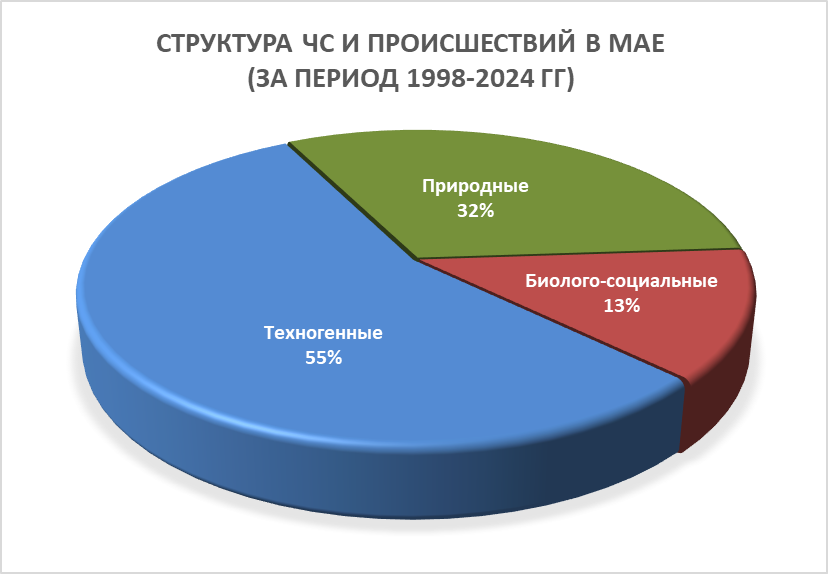 СТРУКТУРА ЧС И ПРОИСШЕСТВИЙ В МАЕ
(ЗА ПЕРИОД 1998-2024 ГГ)
Природные
32%
Биолого-социальные
13%
Техногенные
55%